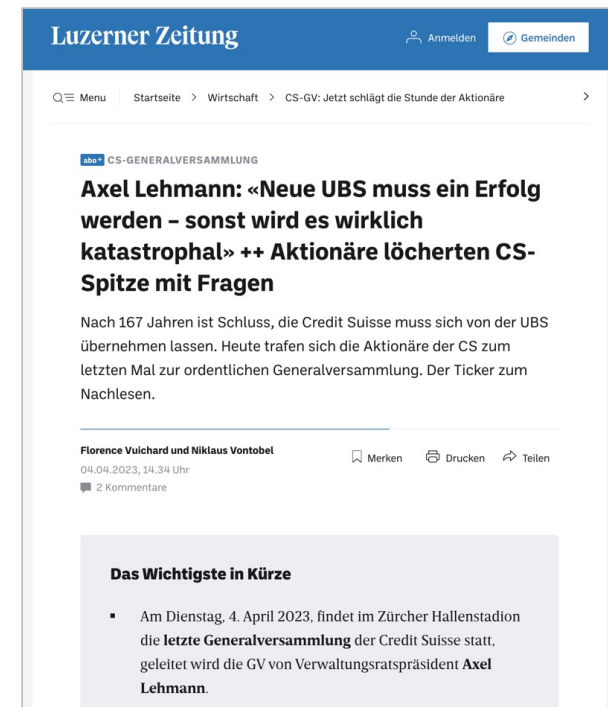 Luzerner Zeitung
Anmelden
Gemeinden
Menu
Startseite > Wirtschaft > CS-GV: Jetzt schlägt die Stunde der Aktionäre >
abo+ CS-GENERALVERSAMMLUNG
Axel Lehmann: «Neue UBS muss ein Erfolg
werden – sonst wird es wirklich
katastrophal» ++ Aktionäre löcherten CS-
Spitze mit Fragen
Nach 167 Jahren ist Schluss, die Credit Suisse muss sich von der UBS
übernehmen lassen. Heute trafen sich die Aktionäre der CS zum
letzten Mal zur ordentlichen Generalversammlung. Der Ticker zum
Nachlesen.
Florence Vuichard und Niklaus Vontobel
04.04.2023, 14.34 Uhr
2 Kommentare
Merken
Drucken
Teilen
Das Wichtigste in Kürze
▪ Am Dienstag, 4. April 2023, findet im Zürcher Hallenstadion
die letzte Generalversammlung der Credit Suisse statt,
geleitet wird die GV von Verwaltungsratspräsident Axel
Lehmann.